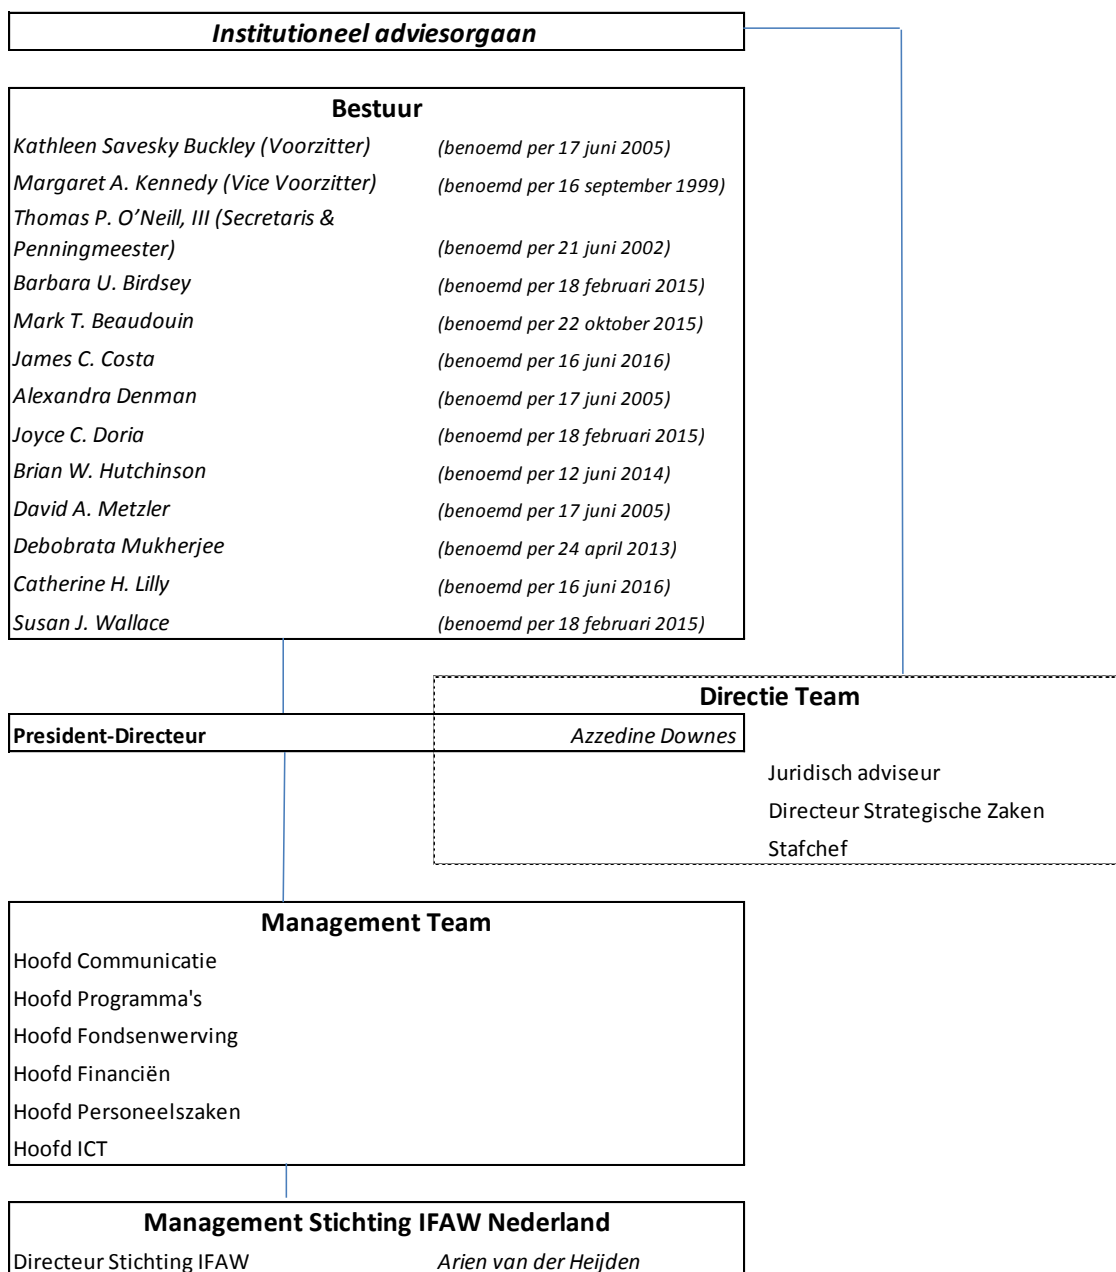 Institutioneel adviesorgaan
Bestuur
Kathleen Savesky Buckley (Voorzitter) (benoemd per 17 juni 2005)
Margaret A. Kennedy (Vice Voorzitter) (benoemd per 16 september 1999)
Thomas P. O’Neill, III (Secretaris &
Penningmeester) (benoemd per 21 juni 2002)
Barbara U. Birdsey (benoemd per 18 februari 2015)
Mark T. Beaudouin (benoemd per 22 oktober 2015)
James C. Costa (benoemd per 16 juni 2016)
Alexandra Denman (benoemd per 17 juni 2005)
Joyce C. Doria (benoemd per 18 februari 2015)
Brian W. Hutchinson (benoemd per 12 juni 2014)
David A. Metzler (benoemd per 17 juni 2005)
Debobrata Mukherjee (benoemd per 24 april 2013)
Catherine H. Lilly (benoemd per 16 juni 2016)
Susan J. Wallace (benoemd per 18 februari 2015)
Directie Team
President-Directeur Azzedine Downes
Juridisch adviseur
Directeur Strategische Zaken
Stafchef
Management Team
Hoofd Communicatie
Hoofd Programma's
Hoofd Fondsenwerving
Hoofd Financiën
Hoofd Personeelszaken
Hoofd ICT
Management Stichting IFAW Nederland
Directeur Stichting IFAW Arien van der Heijden